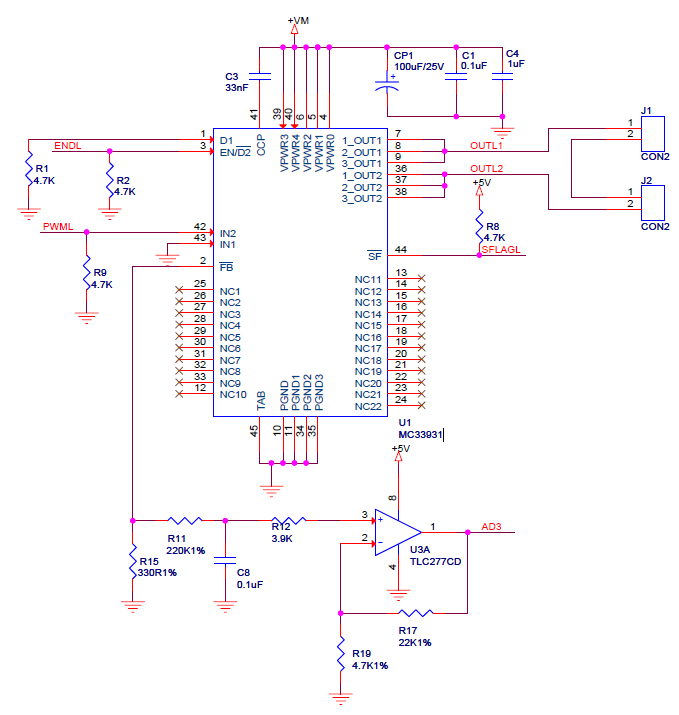 +VM
C3
33nF
CP1
100uF/25V
+
C1
0.1uF
C4
1uF
41
39
40
6
5
4
CCP
VPWR3
VPWR4
VPWR2
VPWR1
VPWR0
1
D1
ENDL
3
EN/D2
R1
4.7K
R2
4.7K
PWML
42
IN2
43
IN1
2
FB
R9
4.7K
25
NC1
26
NC2
27
NC3
28
NC4
29
NC5
30
NC6
31
NC7
32
NC8
33
NC9
12
NC10
1_OUT1
7
2_OUT1
8
3_OUT1
9
1_OUT2
36
2_OUT2
37
3_OUT2
38
OUTL1
OUTL2
J1
1
2
CON2
J2
1
2
CON2
+5V
R8
4.7K
SF
44
SFLAGL
NC11
13
NC12
14
NC13
15
NC14
16
NC15
17
NC16
18
NC17
19
NC18
20
NC19
21
NC20
22
NC21
23
NC22
24
TAB
PGND
PGND1
PGND2
PGND3
45
10
11
34
35
U1
MC33931
+5V
8
3
+
2
-
1
AD3
4
U3A
TLC277CD
R11
220K1%
R12
3.9K
R15
330R1%
C8
0.1uF
R17
22K1%
R19
4.7K1%